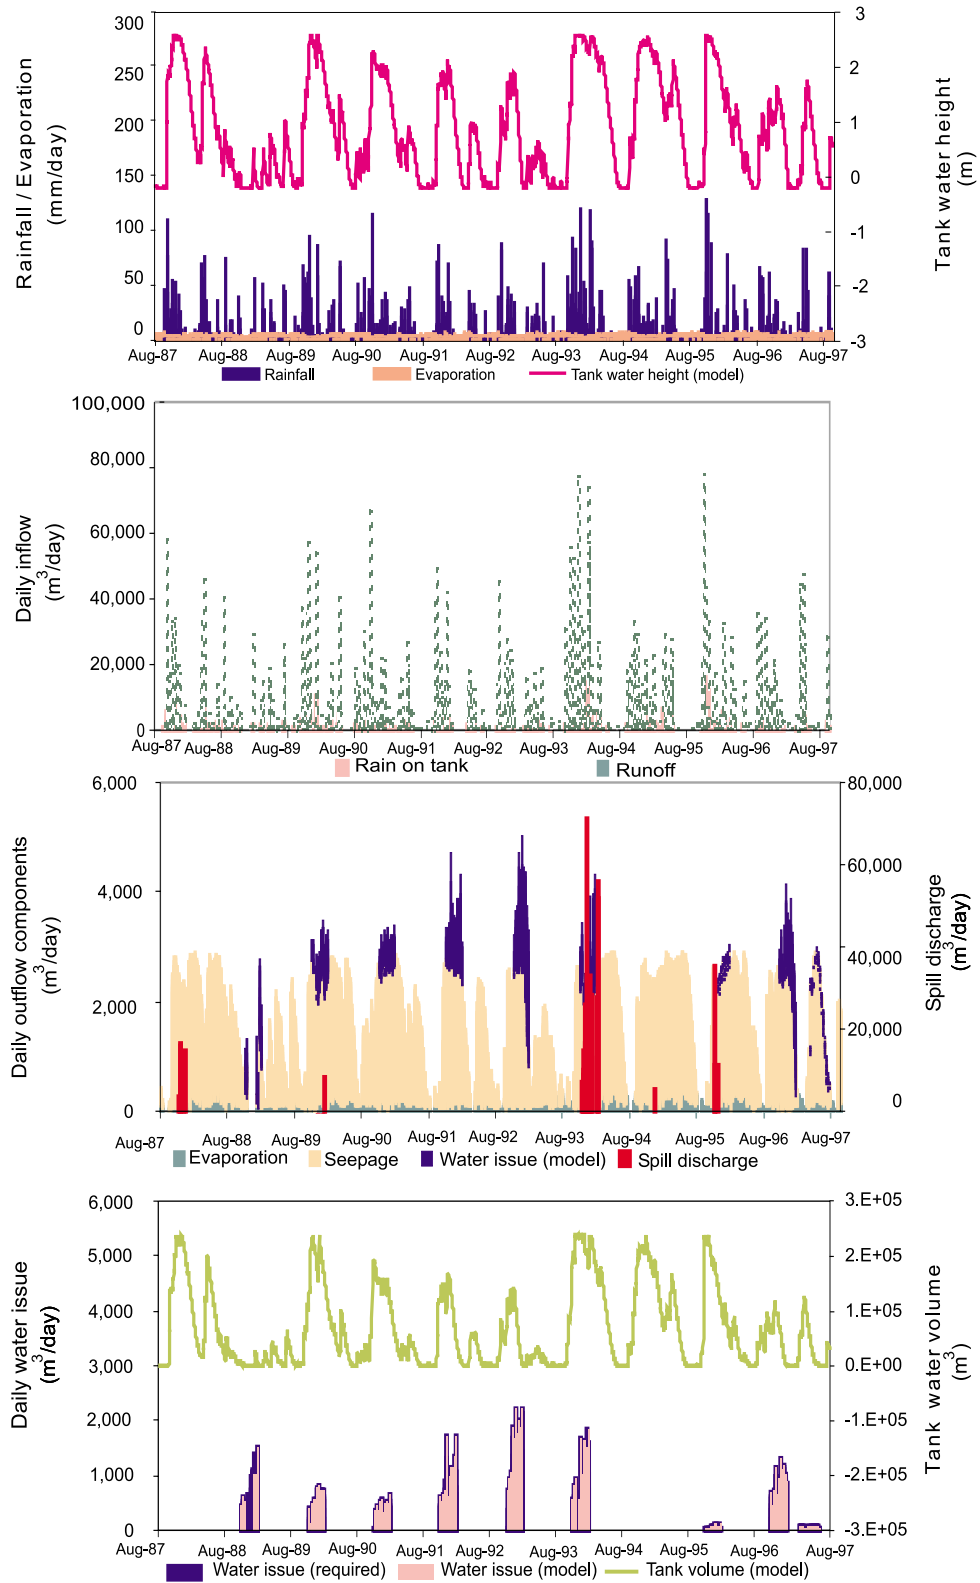 300
250
200
150
100
50
0
Rainfall / Evaporation
(mm/day)
3
2
1
0
-1
-2
-3
Tank water height
(m)
Aug-87 Aug-88 Aug-89 Aug-90 Aug-91 Aug-92 Aug-93 Aug-94 Aug-95 Aug-96 Aug-97
Rainfall Evaporation Tank water height (model)
100,000
80,000
60,000
40,000
20,000
0
Daily inflow
(m3/day)
Aug-87 Aug-88 Aug-89 Aug-90 Aug-91 Aug-92 Aug-93 Aug-94 Aug-95 Aug-96 Aug-97
Rain on tank Runoff
6,000
4,000
2,000
0
Daily outflow components
(m3/day)
80,000
60,000
40,000
20,000
0
Spill discharge
(m3/day)
Aug-87 Aug-88 Aug-89 Aug-90 Aug-91 Aug-92 Aug-93 Aug-94 Aug-95 Aug-96 Aug-97
Evaporation Seepage Water issue (model) Spill discharge
6,000
5,000
4,000
3,000
2,000
1,000
0
Daily water issue
(m3/day)
3.E+05
2.E+05
1.E+05
0.E+00
-1.E+05
-2.E+05
-3.E+05
Tank water volume
(m3)
Aug-87 Aug-88 Aug-89 Aug-90 Aug-91 Aug-92 Aug-93 Aug-94 Aug-95 Aug-96 Aug-97
Water issue (required) Water issue (model) Tank volume (model)